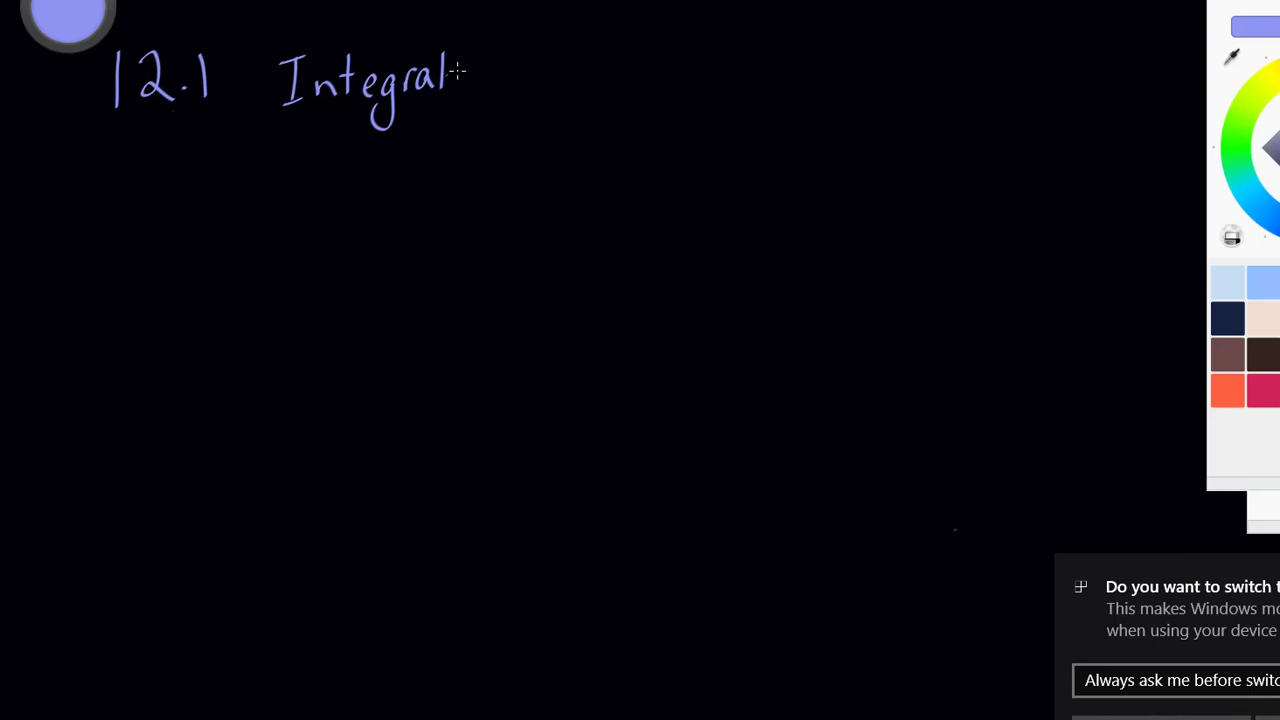 12.1 Integral
Do you want to switch t
This makes Windows mo
when using your device
Always ask me before switc